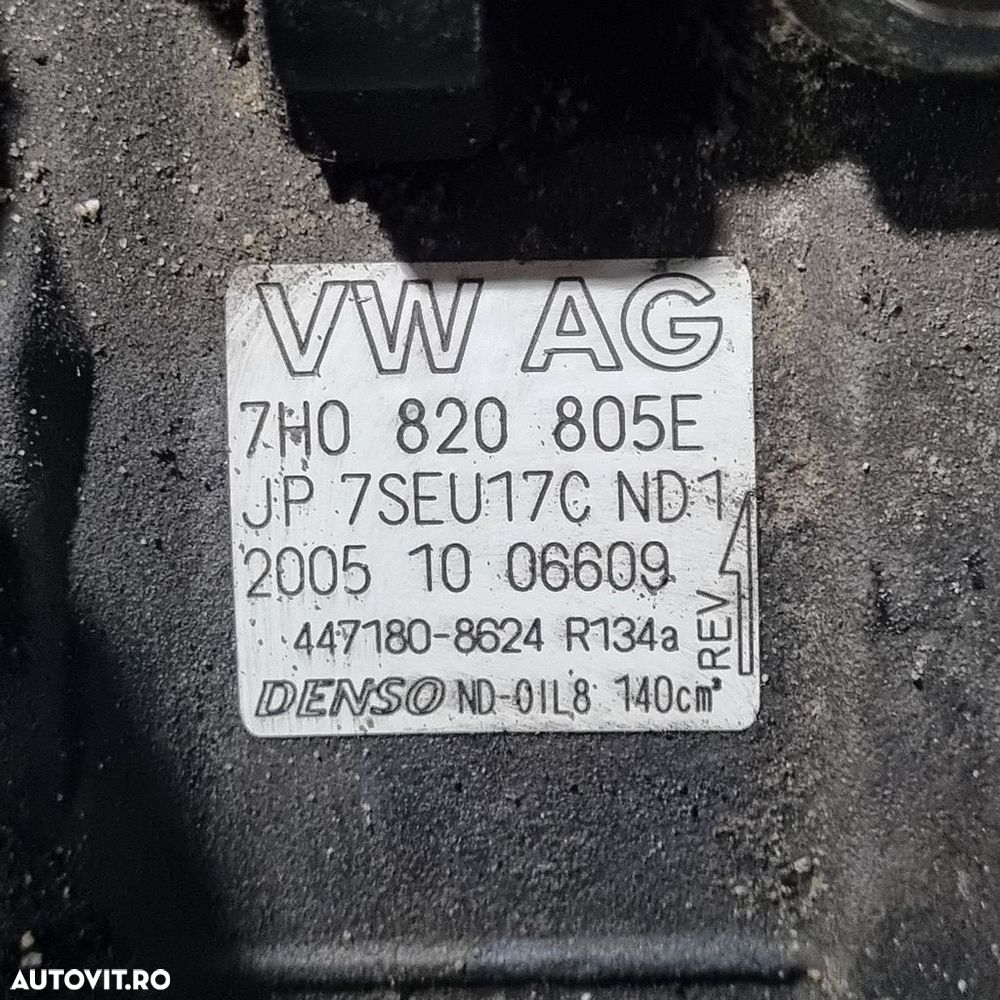 VW AG
7H0 820 805E
JP 7SEU17C ND1
2005 10 06609
447180-8624 R134a
REV
DENSO ND-OIL8 140cm³
AUTOVIT.RO